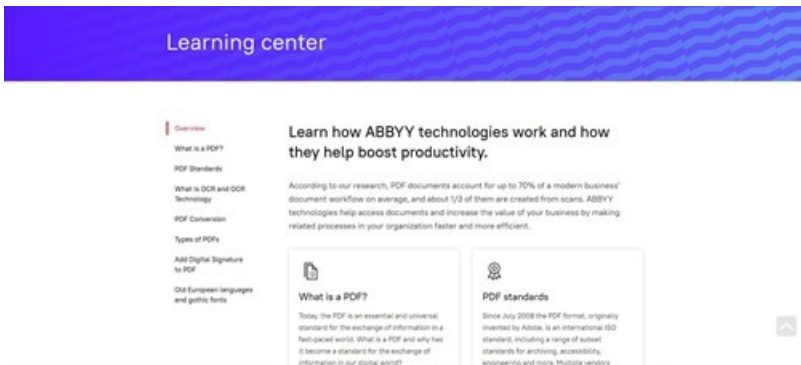 Learning center
Overview
What is a PDF?
PDF Standards
What is OCR and OCR
Technology
PDF Conversion
Types of PDFs
Add Digital Signature
to PDF
Old European languages
and gothic fonts
Learn how ABBYY technologies work and how
they help boost productivity.
According to our research, PDF documents account for up to 70% of a modern business'
document workflow on average, and about 1/3 of them are created from scans. ABBYY
technologies help access documents and increase the value of your business by making
related processes in your organization faster and more efficient.
What is a PDF?
Today, the PDF is an essential and universal
standard for the exchange of information in a
fast-paced world. What is a PDF and why has
it become a standard for the exchange of
information in our digital world?
PDF standards
Since July 2008 the PDF format, originally
invented by Adobe, is an international ISO
standard, including a range of subset
standards for archiving, accessibility,
engineering and more. Multiple vendors